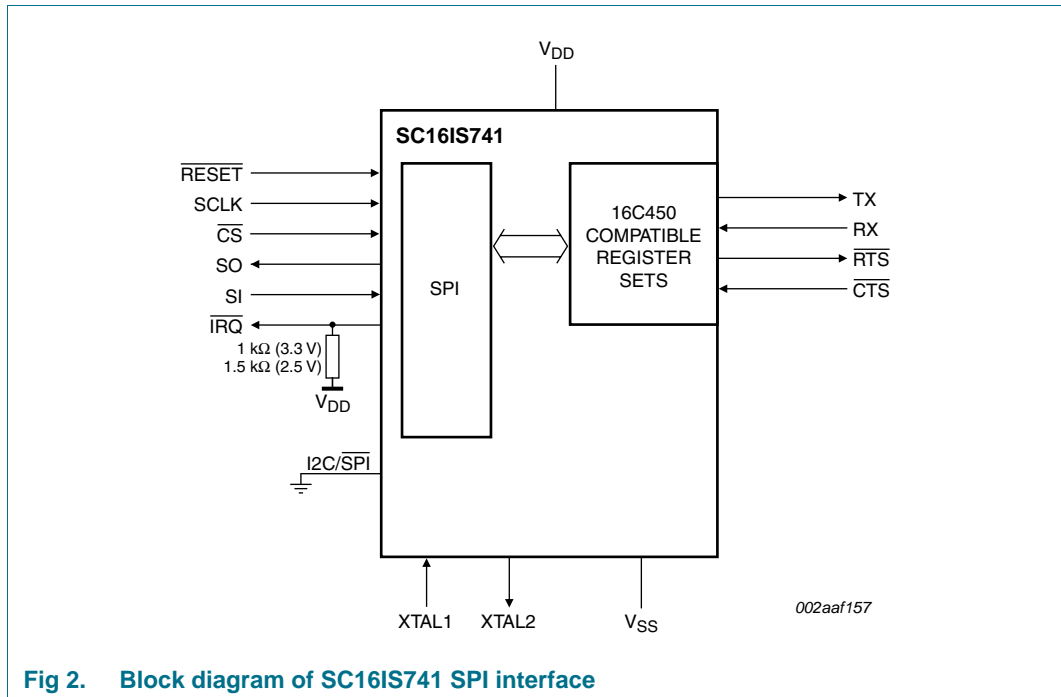 VDD
SC16IS741
RESET
SCLK
CS
SO
SI
IRQ
1 kΩ (3.3 V)
1.5 kΩ (2.5 V)
VDD
I2C/SPI
SPI
16C450
COMPATIBLE
REGISTER
SETS
TX
RX
RTS
CTS
XTAL1
XTAL2
VSS
002aaf157
Fig 2. Block diagram of SC16IS741 SPI interface